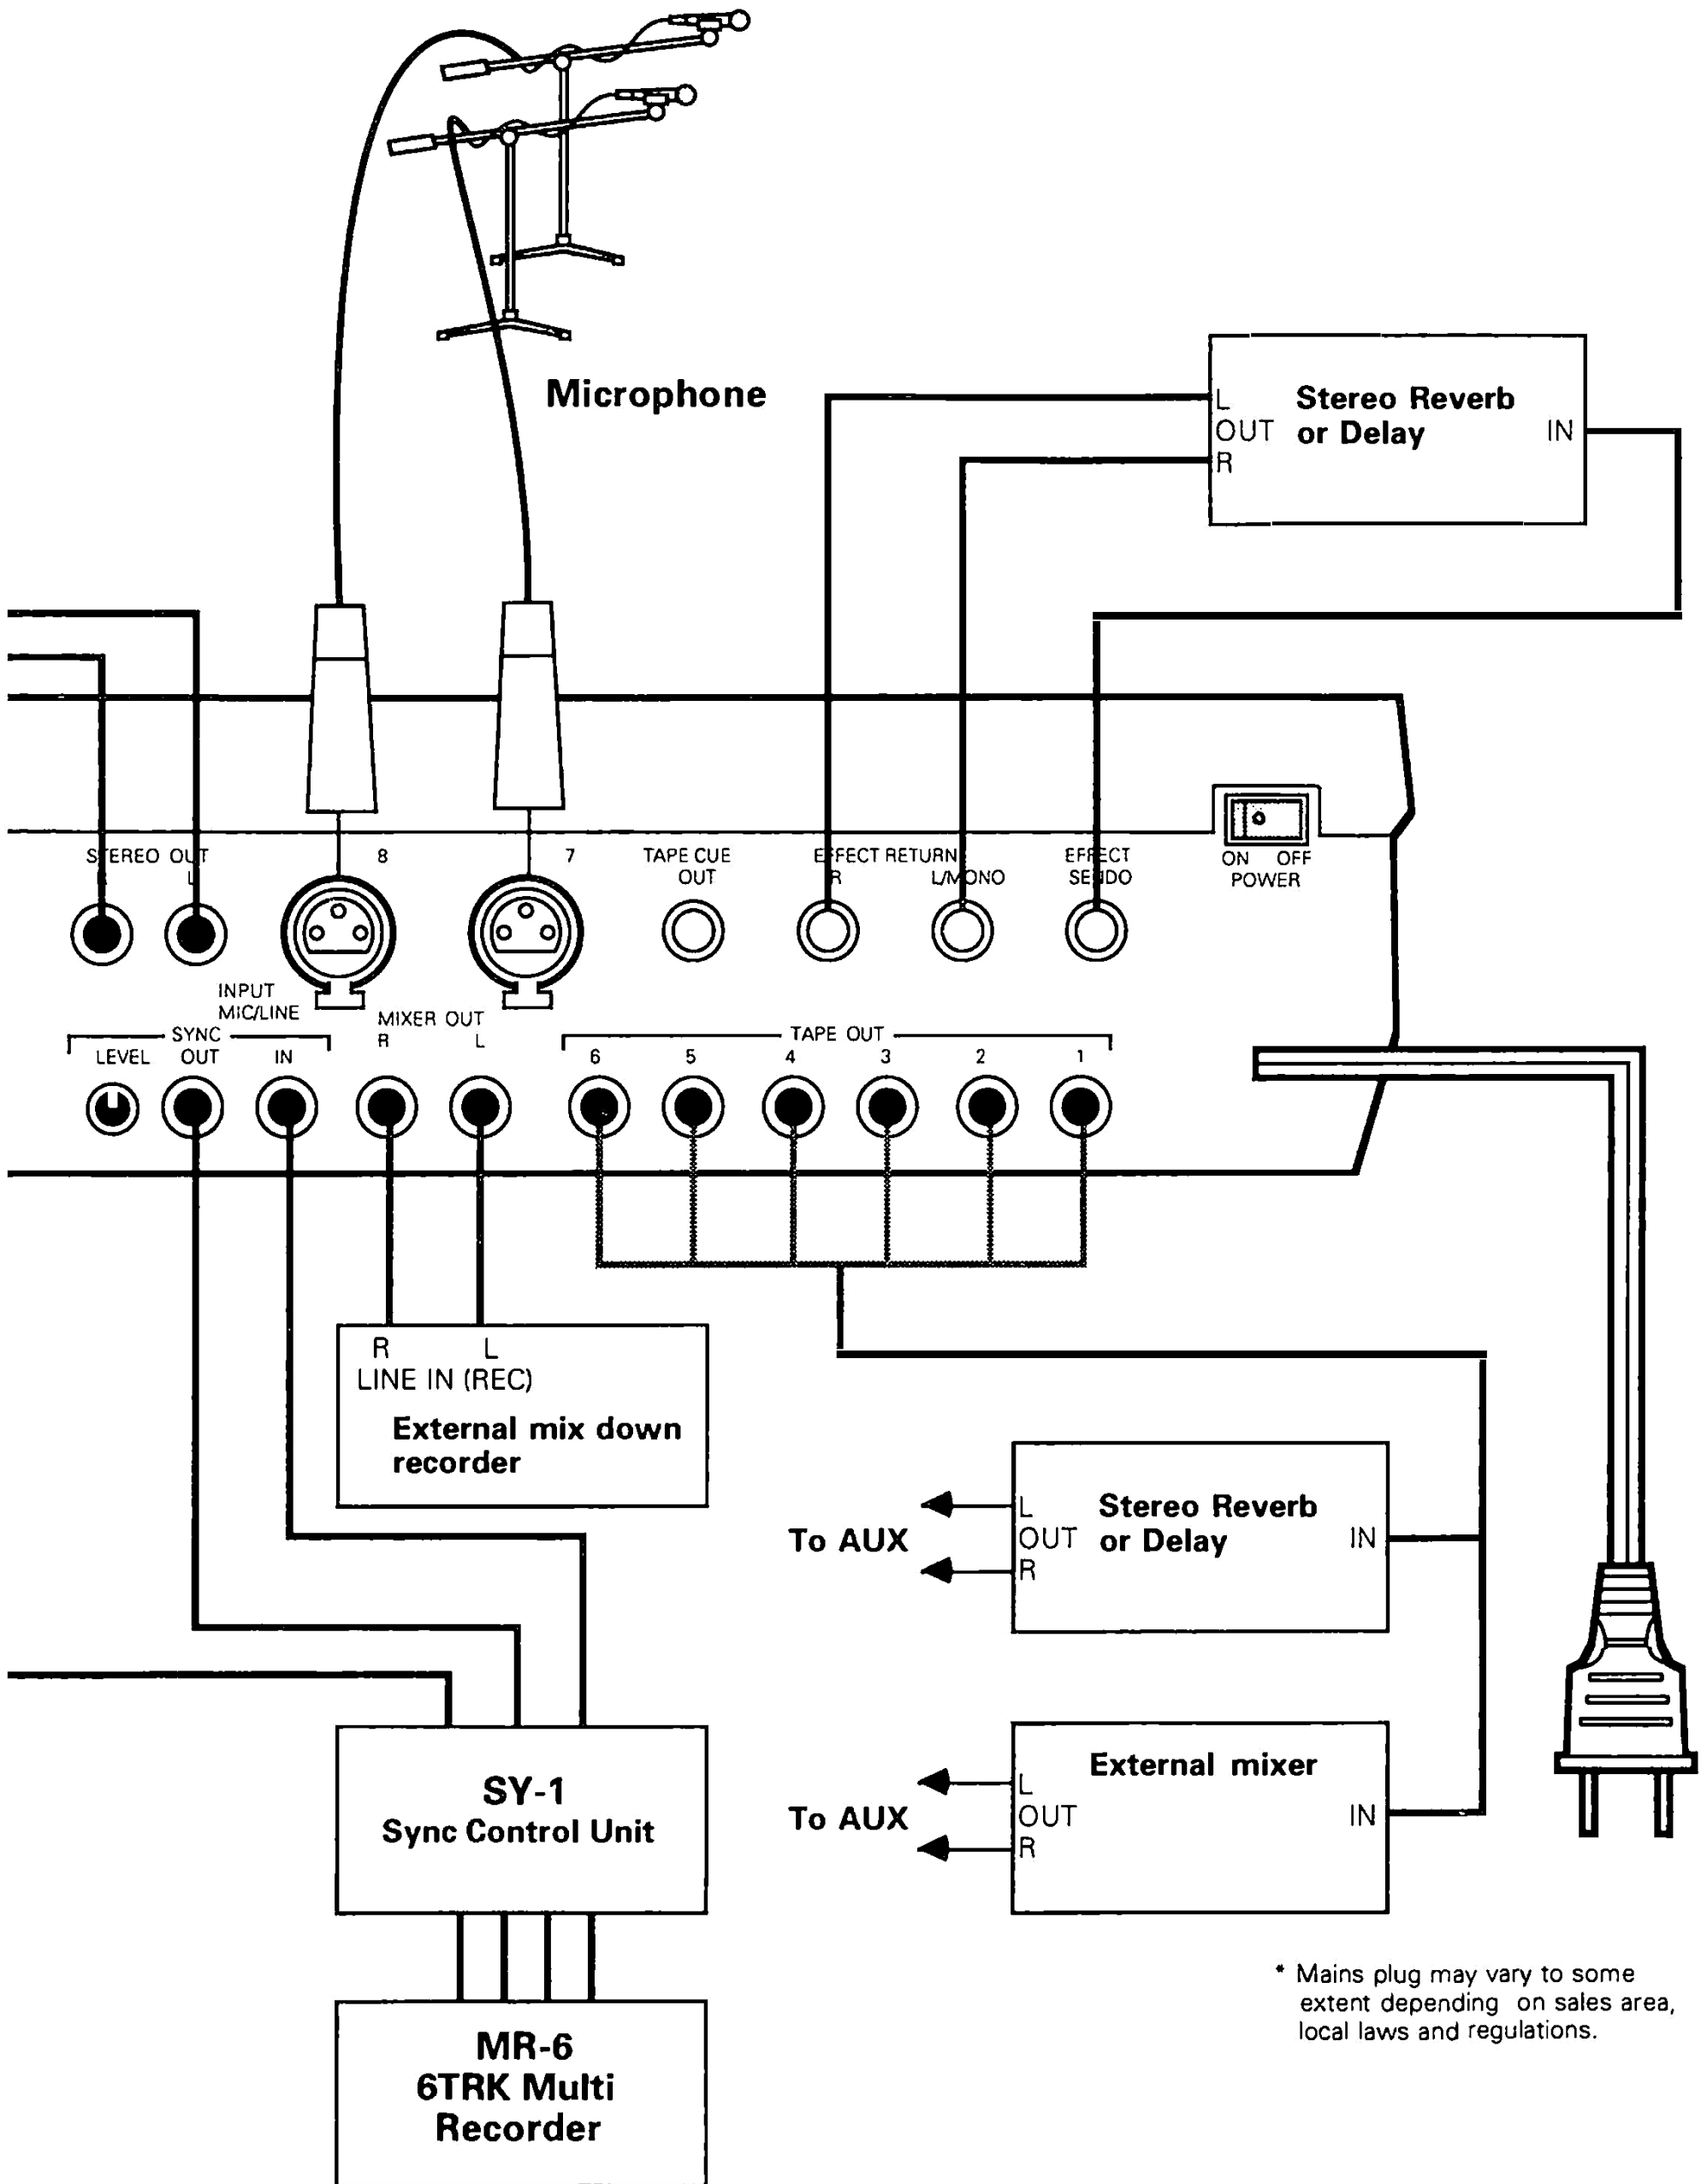 Microphone
L
OUT
R
Stereo Reverb
or Delay
IN
STEREO OUT
L
8
7
TAPE CUE
OUT
EFFECT RETURN
R
L/MONO
EFFECT
SENDO
ON OFF
POWER
INPUT
MIC/LINE
MIXER OUT
R L
SYNC
LEVEL OUT IN
TAPE OUT
6 5 4 3 2 1
R L
LINE IN (REC)
External mix down
recorder
To AUX
L
OUT
R
Stereo Reverb
or Delay
IN
To AUX
L
OUT
R
External mixer
IN
SY-1
Sync Control Unit
MR-6
6TRK Multi
Recorder
* Mains plug may vary to some
extent depending on sales area,
local laws and regulations.